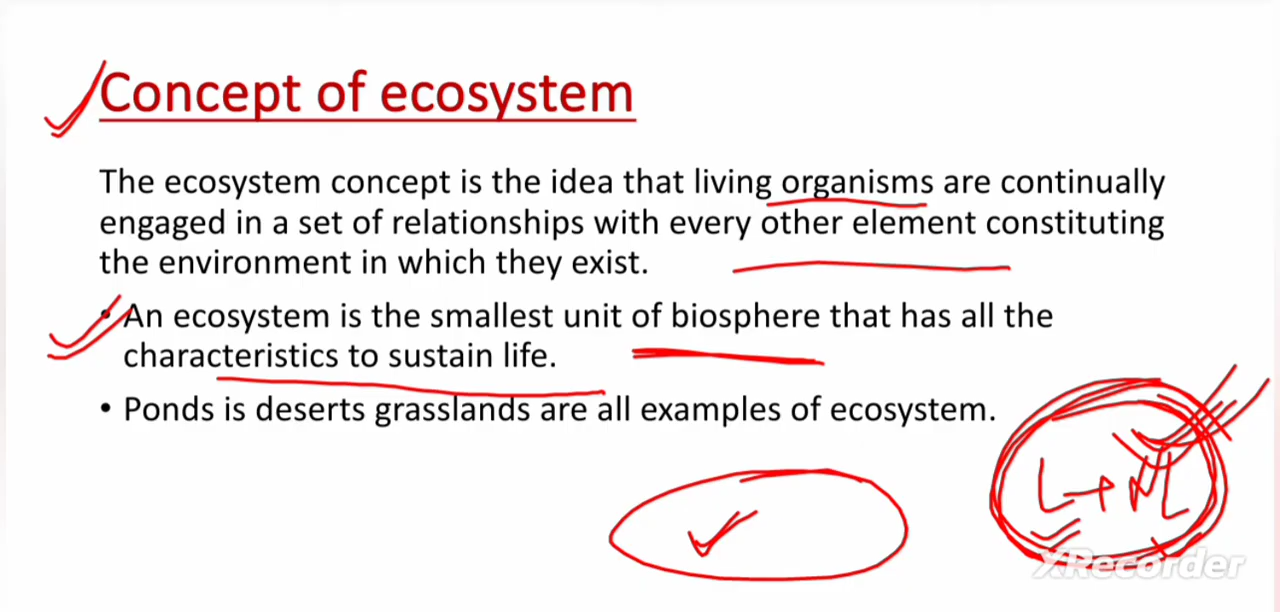 Concept of ecosystem
The ecosystem concept is the idea that living organisms are continually
engaged in a set of relationships with every other element constituting
the environment in which they exist.
• An ecosystem is the smallest unit of biosphere that has all the
characteristics to sustain life.
• Ponds is deserts grasslands are all examples of ecosystem.
L+NL
XRecorder